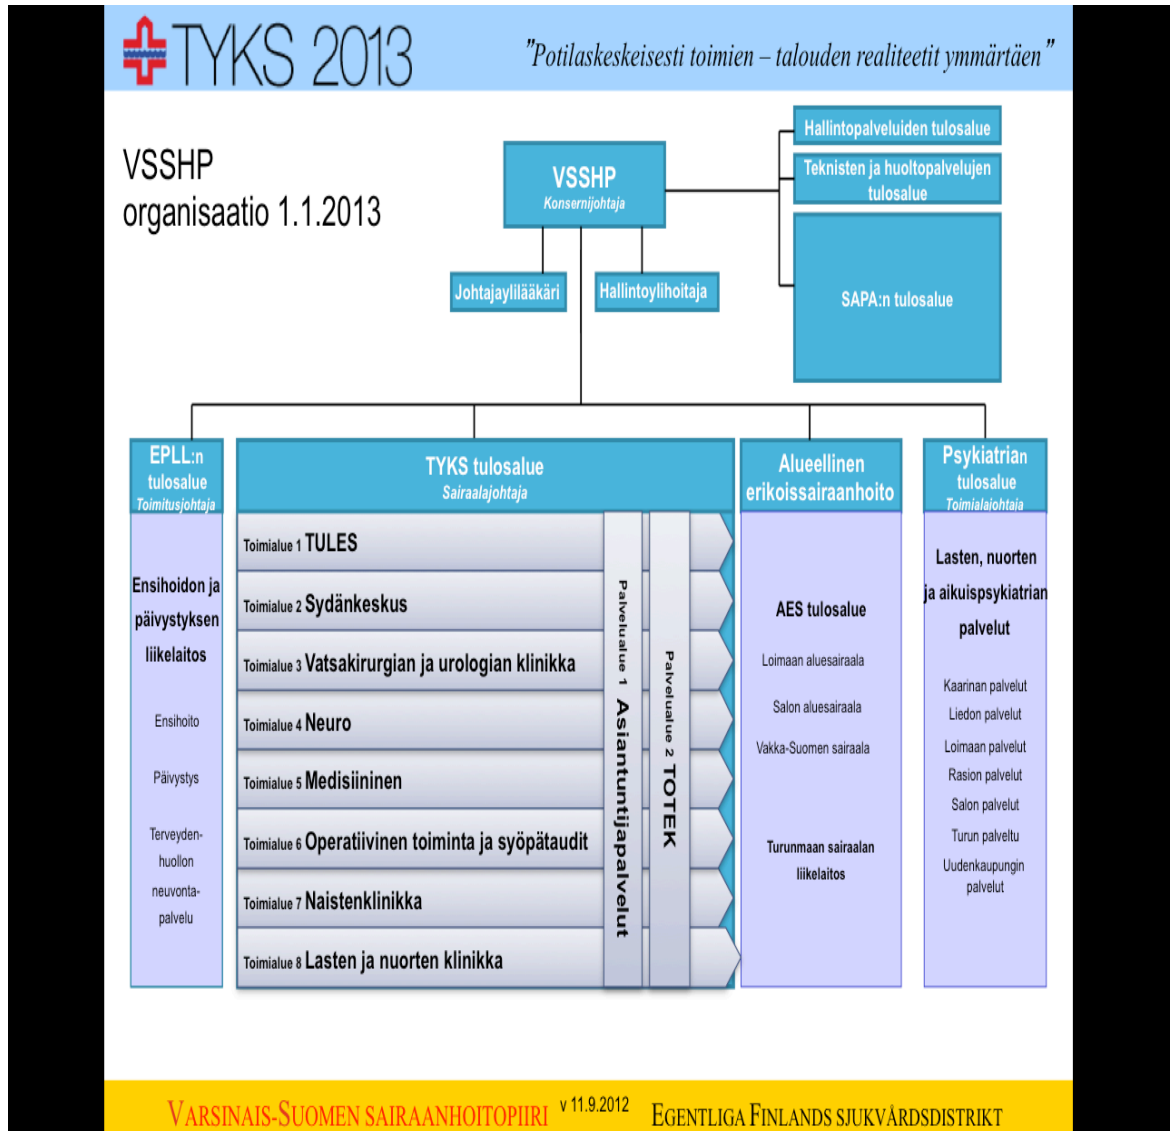 TYKS 2013
"Potilaskeskeisesti toimien – talouden realiteetit ymmärtäen"
VSSHP
organisaatio 1.1.2013
VSSHP
Konsernijohtaja
Hallintopalveluiden tulosalue
Teknisten ja huoltopalvelujen
tulosalue
SAPA:n tulosalue
Johtajaylilääkäri
Hallintoylihoitaja
EPLL:n
tulosalue
Toimitusjohtaja
Ensihoidon ja
päivystyksen
liikelaitos
Ensihoito
Päivystys
Terveyden-
huollon
neuvonta-
palvelu
TYKS tulosalue
Sairaalajohtaja
Toimialue 1 TULES
Toimialue 2 Sydänkeskus
Toimialue 3 Vatsakirurgian ja urologian klinikka
Toimialue 4 Neuro
Toimialue 5 Medisiininen
Toimialue 6 Operatiivinen toiminta ja syöpätaudit
Toimialue 7 Naistenklinikka
Toimialue 8 Lasten ja nuorten klinikka
Palvelualue 1 Asiantuntijapalvelut
Palvelualue 2 TOTEK
Alueellinen
erikoissairaanhoito
AES tulosalue
Loimaan aluesairaala
Salon aluesairaala
Vakka-Suomen sairaala
Turunmaan sairaalan
liikelaitos
Psykiatrian
tulosalue
Toimialajohtaja
Lasten, nuorten
ja aikuispsykiatrian
palvelut
Kaarinan palvelut
Liedon palvelut
Loimaan palvelut
Rasion palvelut
Salon palvelut
Turun palveltu
Uudenkaupungin
palvelut
VARSINAIS-SUOMEN SAIRAANHOITOPIIRI v 11.9.2012 EGENTLIGA FINLANDS SJUKVÅRDSDISTRIKT